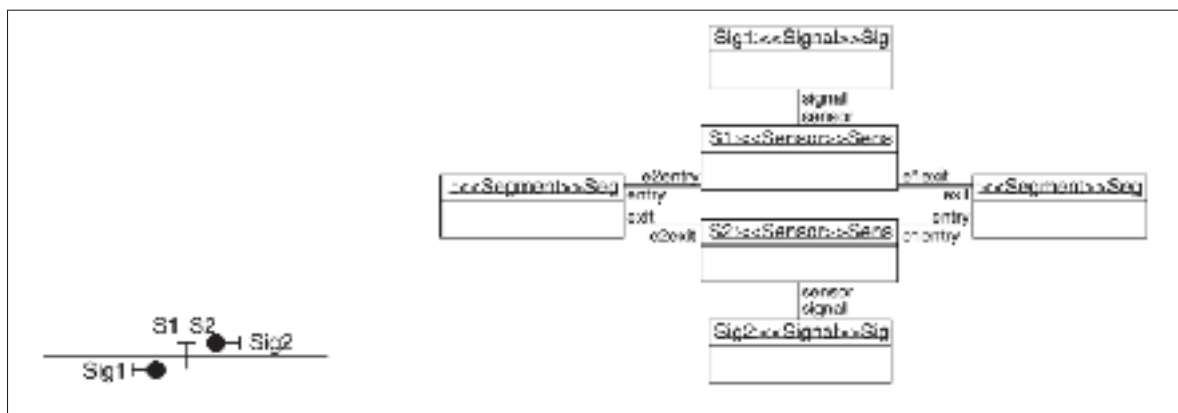 Sig1:<<Signal>>Sig
signal
sensor
S1:<<Sensor>>Sens
e2entry
e1exit
:<<Segment>>Seg
entry
exit
:<<Segment>>Seg
exit
entry
e2exit
S2:<<Sensor>>Sens
e1entry
sensor
signal
Sig2:<<Signal>>Sig
S1 S2
Sig2
Sig1